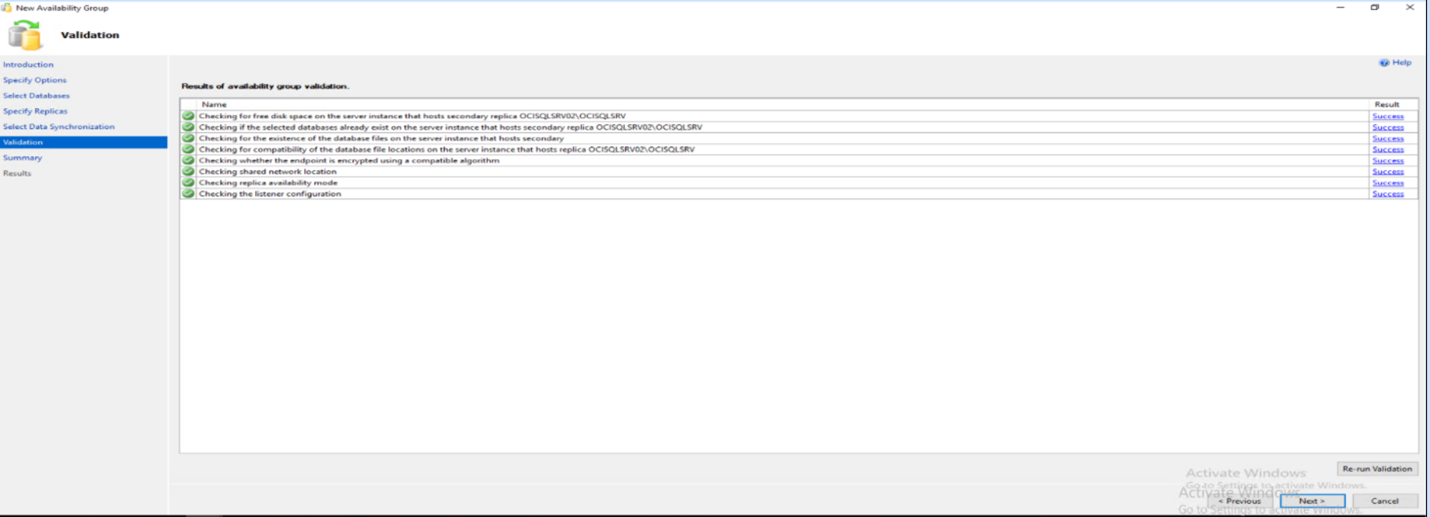 New Availability Group
Validation
Introduction
Specify Options
Select Databases
Specify Replicas
Select Data Synchronization
Validation
Summary
Results
Help
Results of availability group validation.
Name Result
Checking for free disk space on the server instance that hosts secondary replica OCISQLSRV02\OCISQLSRV Success
Checking if the selected databases already exist on the server instance that hosts secondary replica OCISQLSRV02\OCISQLSRV Success
Checking for the existence of the database files on the server instance that hosts secondary Success
Checking for compatibility of the database file locations on the server instance that hosts replica OCISQLSRV02\OCISQLSRV Success
Checking whether the endpoint is encrypted using a compatible algorithm Success
Checking shared network location Success
Checking replica availability mode Success
Checking the listener configuration Success
Re-run Validation
Activate Windows
Go to Settings to activate Windows.
Activate Windows
Go to Settings to activate Windows.
< Previous Next > Cancel